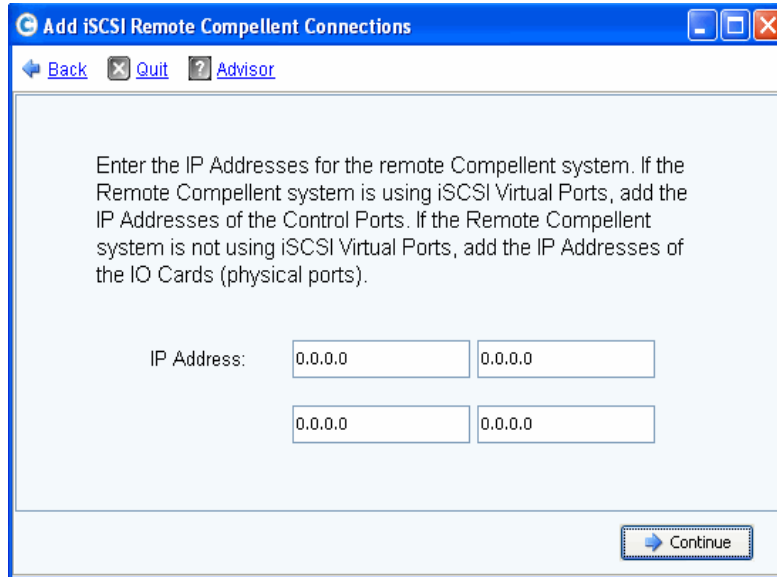 Add iSCSI Remote Compellent Connections
Back Quit Advisor
Enter the IP Addresses for the remote Compellent system. If the
Remote Compellent system is using iSCSI Virtual Ports, add the
IP Addresses of the Control Ports. If the Remote Compellent
system is not using iSCSI Virtual Ports, add the IP Addresses of
the IO Cards (physical ports).
IP Address: 0.0.0.0 0.0.0.0
0.0.0.0 0.0.0.0
Continue